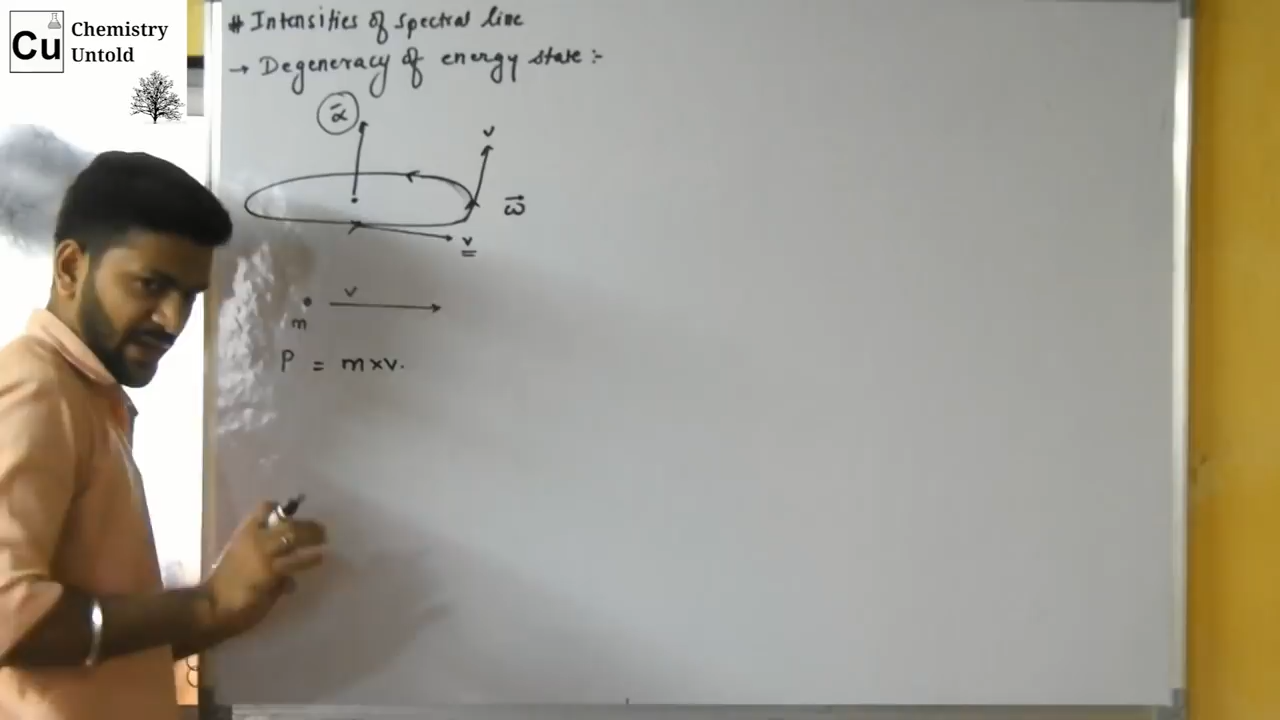 Cu
Chemistry
Untold
# Intensities of spectral line
→ Degeneracy of energy state :-
v
v
v
m
P = m×v.